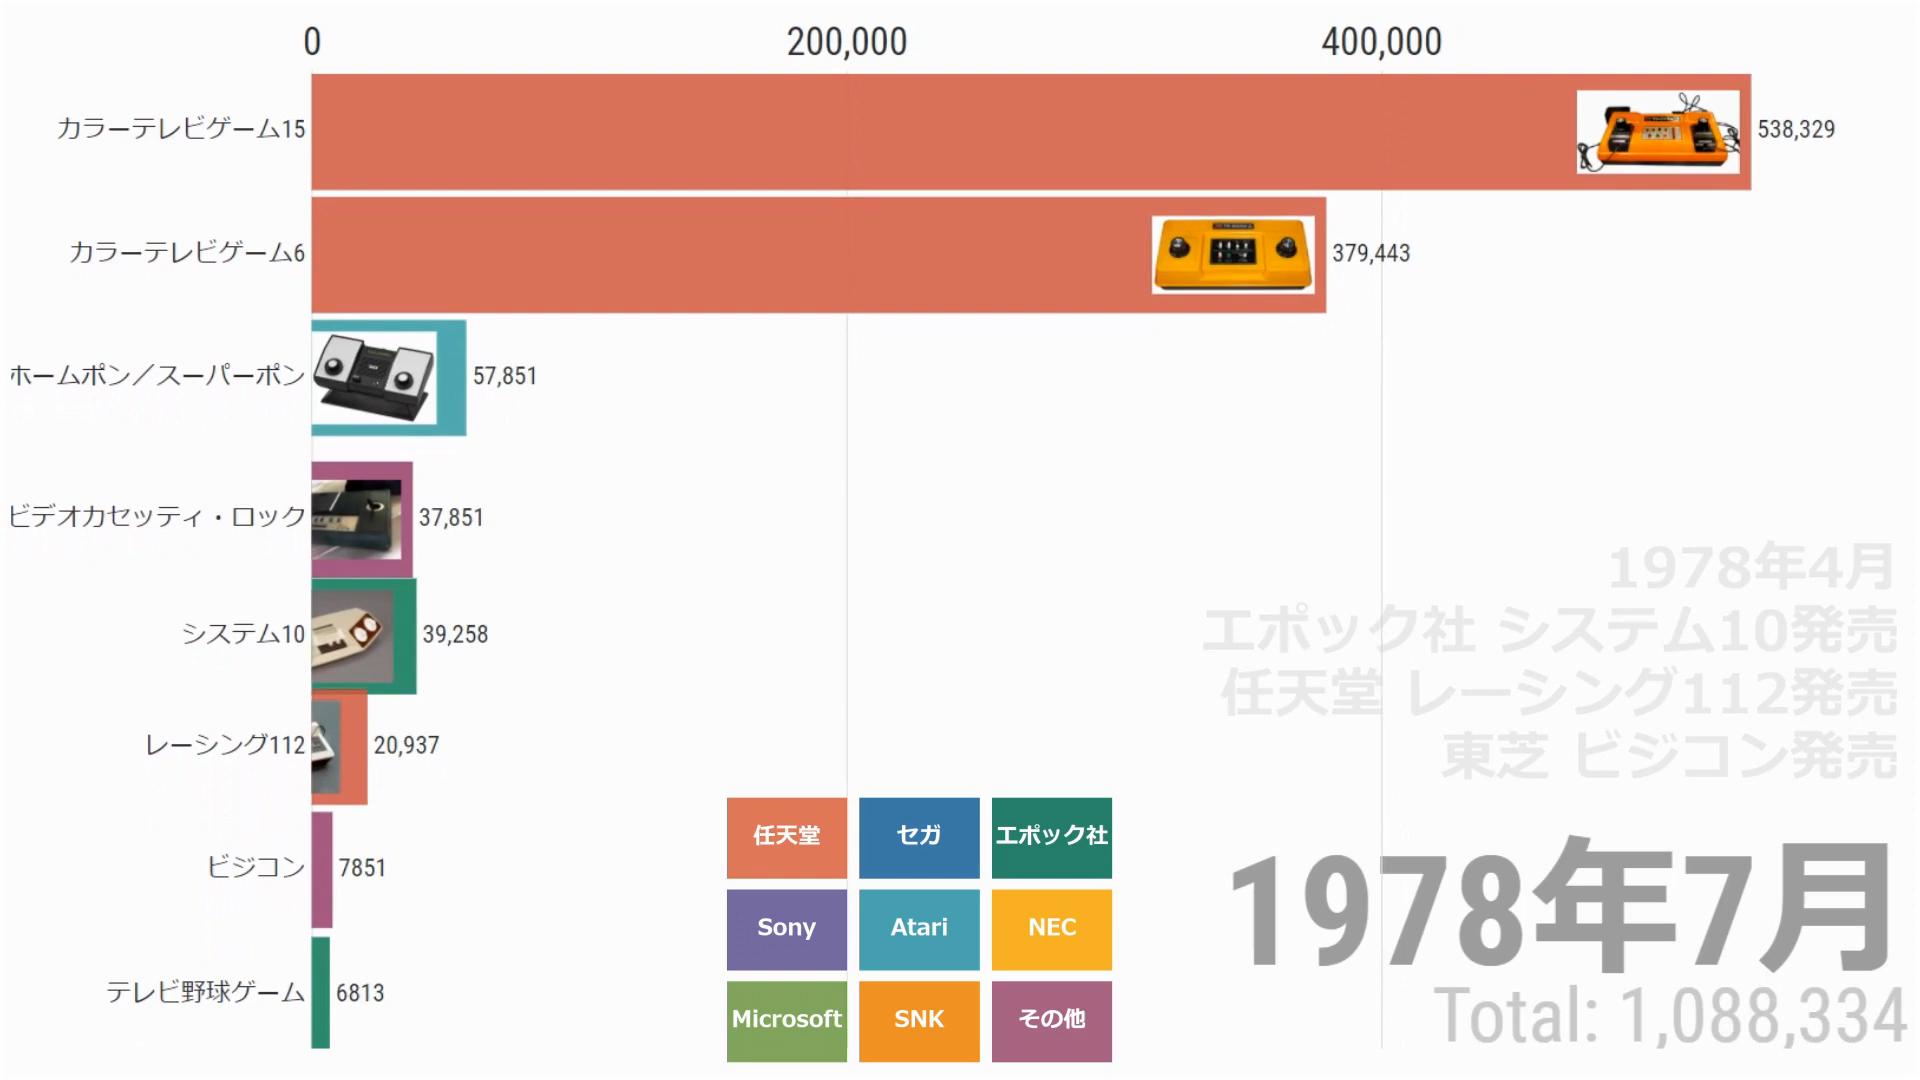 0
200,000
400,000
カラーテレビゲーム15
538,329
カラーテレビゲーム6
379,443
ホームポン／スーパーポン
57,851
ビデオカセッティ・ロック
37,851
システム10
39,258
レーシング112
20,937
ビジコン
7851
テレビ野球ゲーム
6813
1978年4月
エポック社 システム10発売
任天堂 レーシング112発売
東芝 ビジコン発売
任天堂
セガ
エポック社
Sony
Atari
NEC
Microsoft
SNK
その他
1978年7月
Total: 1,088,334